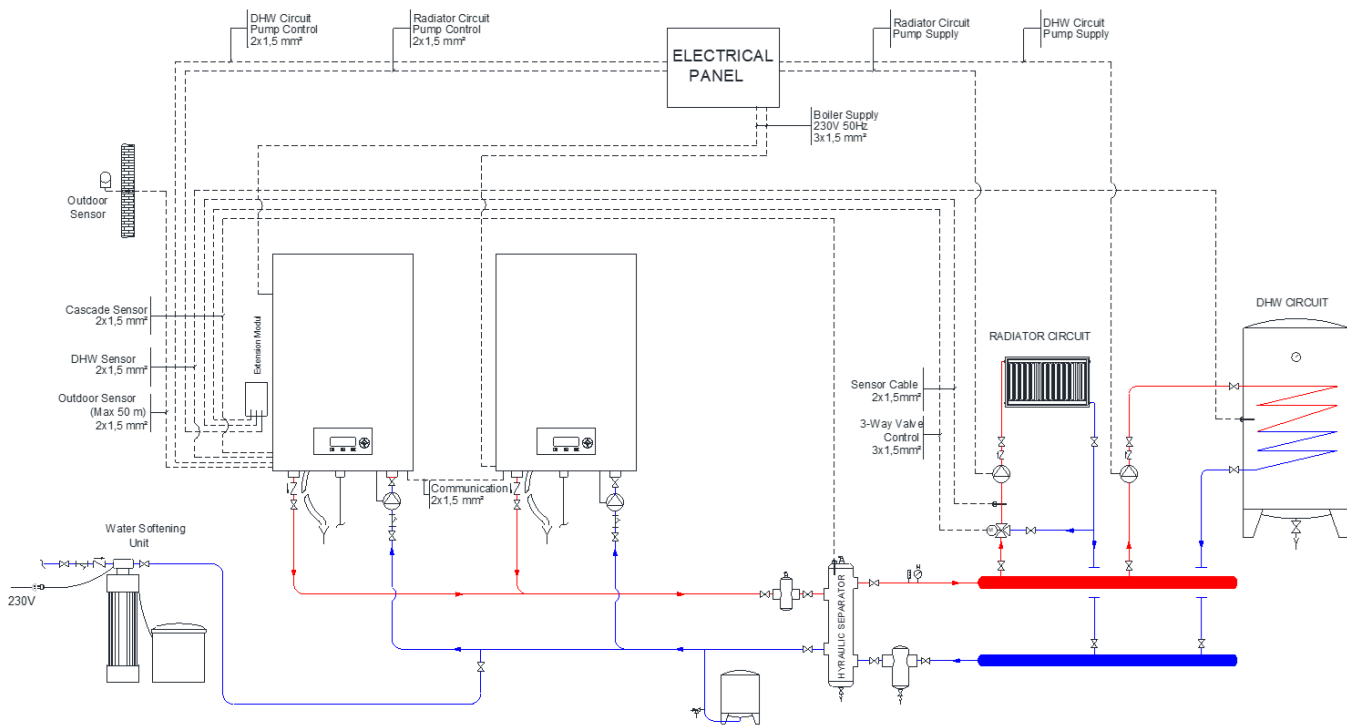 DHW Circuit
Pump Control
2x1,5 mm²
Radiator Circuit
Pump Control
2x1,5 mm²
ELECTRICAL
PANEL
Radiator Circuit
Pump Supply
DHW Circuit
Pump Supply
Boiler Supply
230V 50Hz
3x1,5 mm²
Outdoor
Sensor
Cascade Sensor
2x1,5 mm²
DHW Sensor
2x1,5 mm²
Outdoor Sensor
(Max 50 m)
2x1,5 mm²
Extension Modul
Communication
2x1,5 mm²
RADIATOR CIRCUIT
DHW CIRCUIT
Sensor Cable
2x1,5mm²
3-Way Valve
Control
3x1,5mm²
M
Water Softening
Unit
230V
HYRAULIC SEPARATOR